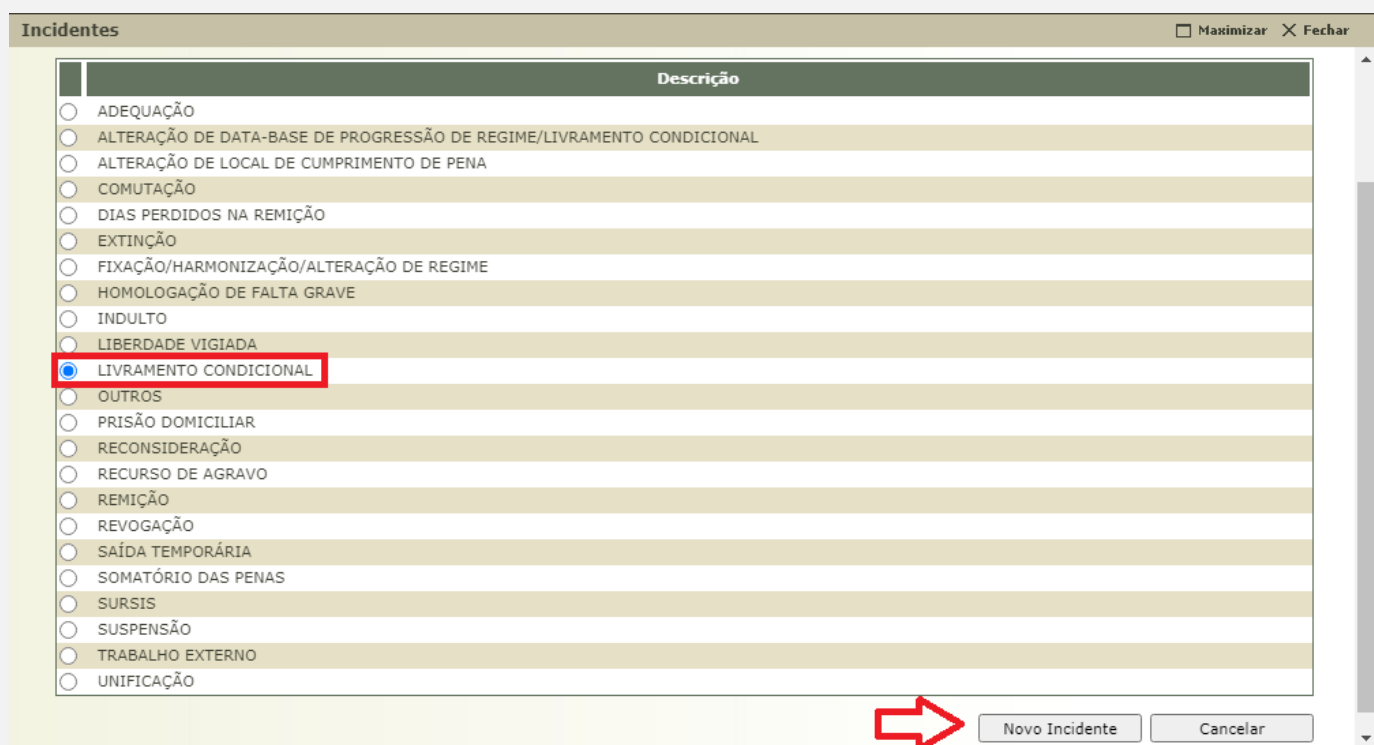 Incidentes
Maximizar Fechar
Descrição
ADEQUAÇÃO
ALTERAÇÃO DE DATA-BASE DE PROGRESSÃO DE REGIME/LIVRAMENTO CONDICIONAL
ALTERAÇÃO DE LOCAL DE CUMPRIMENTO DE PENA
COMUTAÇÃO
DIAS PERDIDOS NA REMIÇÃO
EXTINÇÃO
FIXAÇÃO/HARMONIZAÇÃO/ALTERAÇÃO DE REGIME
HOMOLOGAÇÃO DE FALTA GRAVE
INDULTO
LIBERDADE VIGIADA
LIVRAMENTO CONDICIONAL
OUTROS
PRISÃO DOMICILIAR
RECONSIDERAÇÃO
RECURSO DE AGRAVO
REMIÇÃO
REVOGAÇÃO
SAÍDA TEMPORÁRIA
SOMATÓRIO DAS PENAS
SURSIS
SUSPENSÃO
TRABALHO EXTERNO
UNIFICAÇÃO
Novo Incidente Cancelar